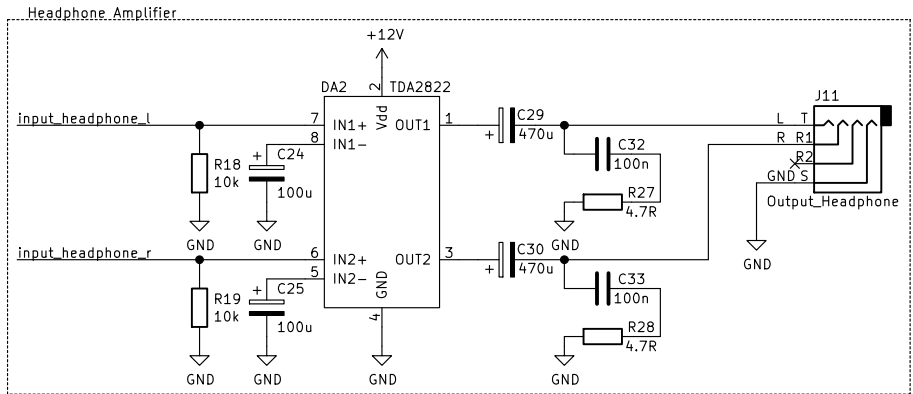 Headphone Amplifier
+12V
DA2 TDA2822
2
Vdd
input_headphone_l
7 IN1+ OUT1 1
8 IN1-
+ C29
470u
L T
J11
R R1
R2
GND S
Output_Headphone
GND
R18
10k
+ C24
100u
GND GND
C32
100n
R27
4.7R
GND
input_headphone_r
6 IN2+ OUT2 3
5 IN2-
GND
4
+ C30
470u
R19
10k
+ C25
100u
GND GND GND
C33
100n
R28
4.7R
GND